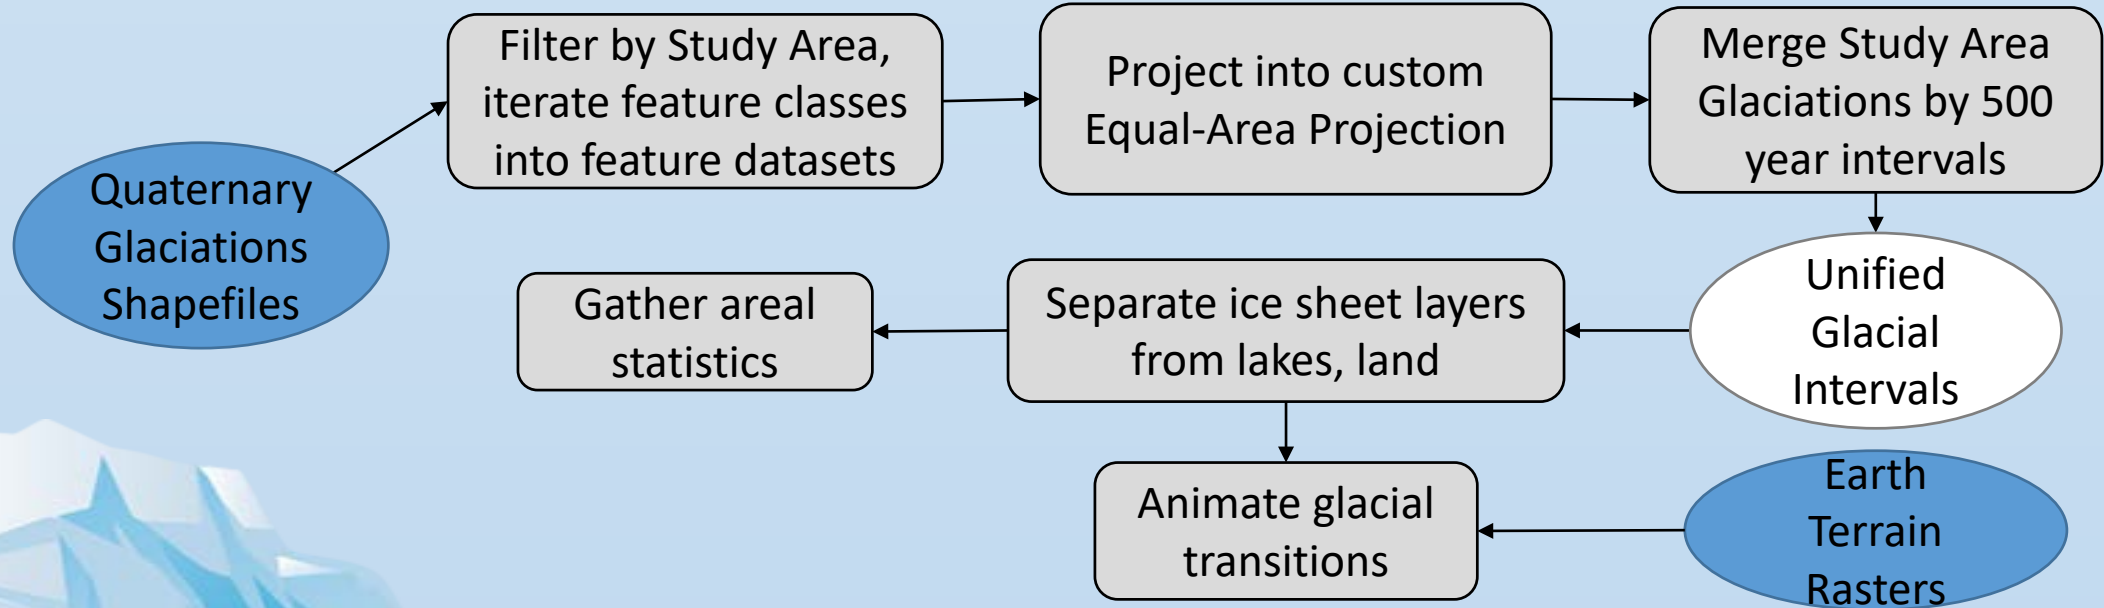 Quaternary
Glaciations
Shapefiles
Filter by Study Area,
iterate feature classes
into feature datasets
Project into custom
Equal-Area Projection
Merge Study Area
Glaciations by 500
year intervals
Unified
Glacial
Intervals
Separate ice sheet layers
from lakes, land
Gather areal
statistics
Animate glacial
transitions
Earth
Terrain
Rasters